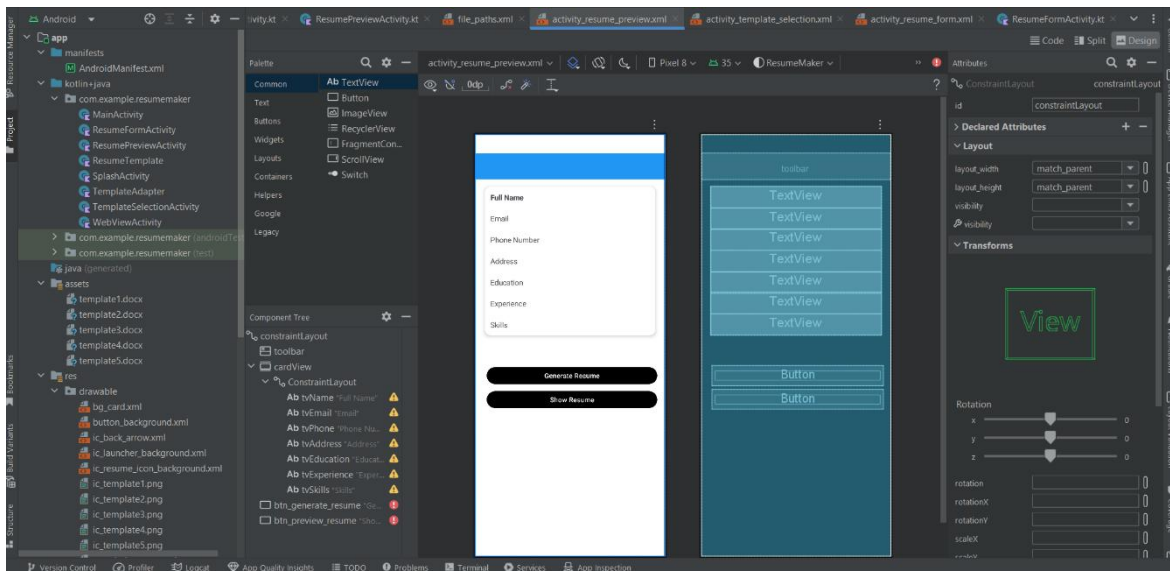 Android
tivity.kt
ResumePreviewActivity.kt
file_paths.xml
activity_resume_preview.xml
activity_template_selection.xml
activity_resume_form.xml
ResumeFormActivity.kt
Code
Split
Design
Resource Manager
Project
Bookmarks
Build Variants
Structure
app
manifests
AndroidManifest.xml
kotlin+java
com.example.resumemaker
MainActivity
ResumeFormActivity
ResumePreviewActivity
ResumeTemplate
SplashActivity
TemplateAdapter
TemplateSelectionActivity
WebViewActivity
com.example.resumemaker (androidTest
com.example.resumemaker (test)
java (generated)
assets
template1.docx
template2.docx
template3.docx
template4.docx
template5.docx
res
drawable
bg_card.xml
button_background.xml
ic_back_arrow.xml
ic_launcher_background.xml
ic_resume_icon_background.xml
ic_template1.png
ic_template2.png
ic_template3.png
ic_template4.png
ic_template5.png
Palette
Common
Text
Buttons
Widgets
Layouts
Containers
Helpers
Google
Legacy
Ab TextView
Button
ImageView
RecyclerView
FragmentCon...
ScrollView
Switch
Component Tree
constraintLayout
toolbar
cardView
ConstraintLayout
Ab tvName "Full Name"
Ab tvEmail "Email"
Ab tvPhone "Phone Nu...
Ab tvAddress "Address"
Ab tvEducation "Educat...
Ab tvExperience "Exper...
Ab tvSkills "Skills"
btn_generate_resume "Ge...
btn_preview_resume "Sho...
activity_resume_preview.xml
Pixel 8
35
ResumeMaker
0dp
Full Name
Email
Phone Number
Address
Education
Experience
Skills
Generate Resume
Show Resume
toolbar
TextView
TextView
TextView
TextView
TextView
TextView
TextView
Button
Button
Attributes
ConstraintLayout constraintLayout
id constraintLayout
Declared Attributes
Layout
layout_width match_parent
layout_height match_parent
visibility
visibility
Transforms
View
Rotation
x 0
y 0
z 0
rotation
rotationX
rotationY
scaleX
Version Control
Profiler
Logcat
App Quality Insights
TODO
Problems
Terminal
Services
App Inspection